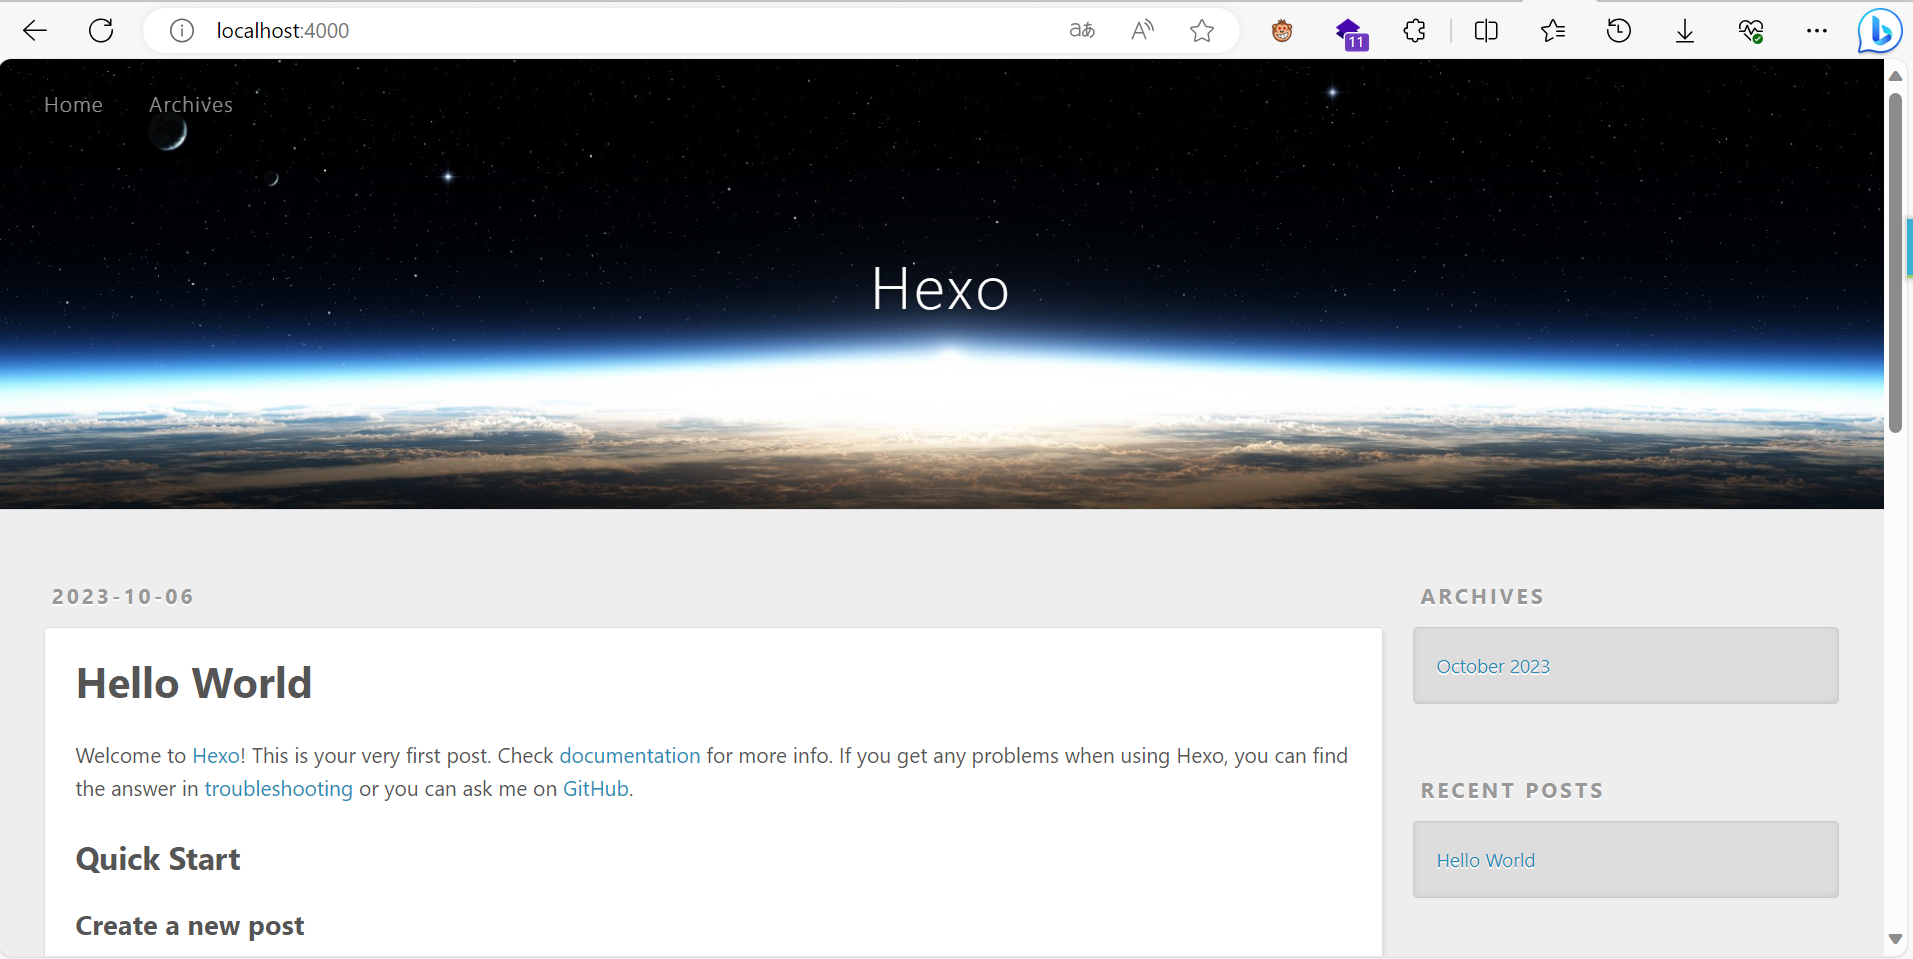 localhost:4000
aあ
A
11
Home
Archives
Hexo
2023-10-06
Hello World
Welcome to Hexo! This is your very first post. Check documentation for more info. If you get any problems when using Hexo, you can find
the answer in troubleshooting or you can ask me on GitHub.
Quick Start
Create a new post
ARCHIVES
October 2023
RECENT POSTS
Hello World